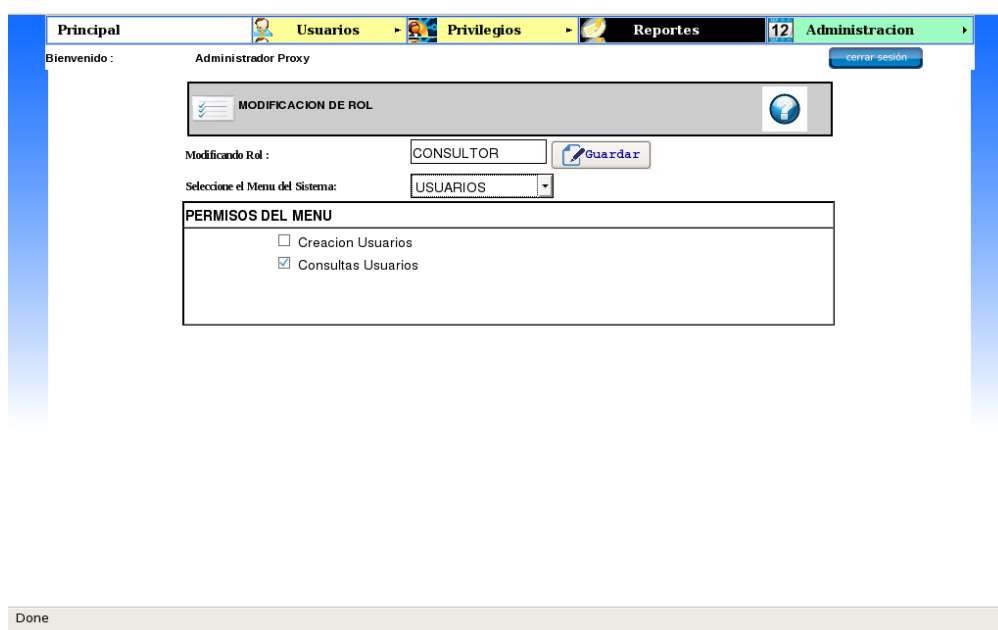 Principal Usuarios Privilegios Reportes 12 Administracion
Bienvenido : Administrador Proxy cerrar sesión
MODIFICACION DE ROL
Modificando Rol : CONSULTOR Guardar
Seleccione el Menu del Sistema: USUARIOS
PERMISOS DEL MENU
Creacion Usuarios
Consultas Usuarios
Done